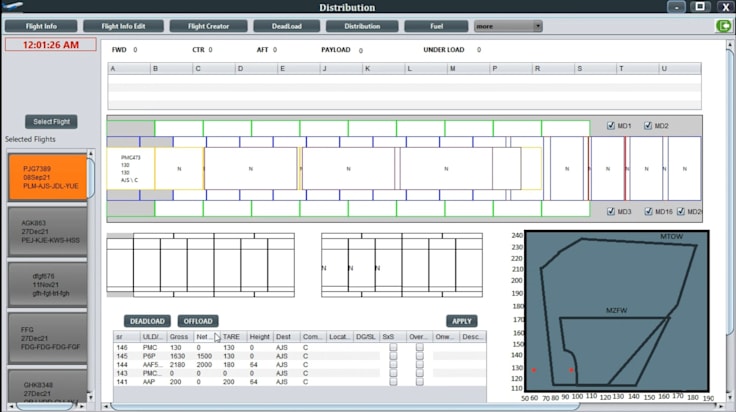 Distribution
Flight Info Flight Info Edit Flight Creator DeadLoad Distribution Fuel more
12:01:26 AM
FWD 0 CTR 0 AFT 0 PAYLOAD 0 UNDER LOAD 0
A B C D E J K L M P R S T U
Select Flight
Selected Flights
MD1 MD2
PJG7389
08Sep21
PLM-AJS-JDL-YUE
PMC473
130
130
AJS \ C
N N N N N N N N
AGK863
27Dec21
PEJ-KJE-KWS-HSS
MD3 MD16 MD2
dfgf676
11Nov21
gfh-fgt-trt-fgh
N N
FFG
27Dec21
FDG-FDG-FDG-FGF
QHK8348
27Dec21
DEADLOAD OFFLOAD APPLY
sr ULD/... Gross Net ... TARE Height Dest Com... Locat... DG/SL SxS Over... Onw... Desc...
146 PMC 130 0 130 0 AJS C
145 P6P 1630 1500 130 0 AJS C
144 AAF5... 2180 2000 180 64 AJS C
143 PMC... 0 0 0 0 AJS C
141 AAP 200 0 200 64 AJS C
MTOW
MZFW
240
230
220
210
200
190
180
170
160
150
140
130
120
110
50 60 70 80 90 100 110 120 130 140 150 160 170 180 190